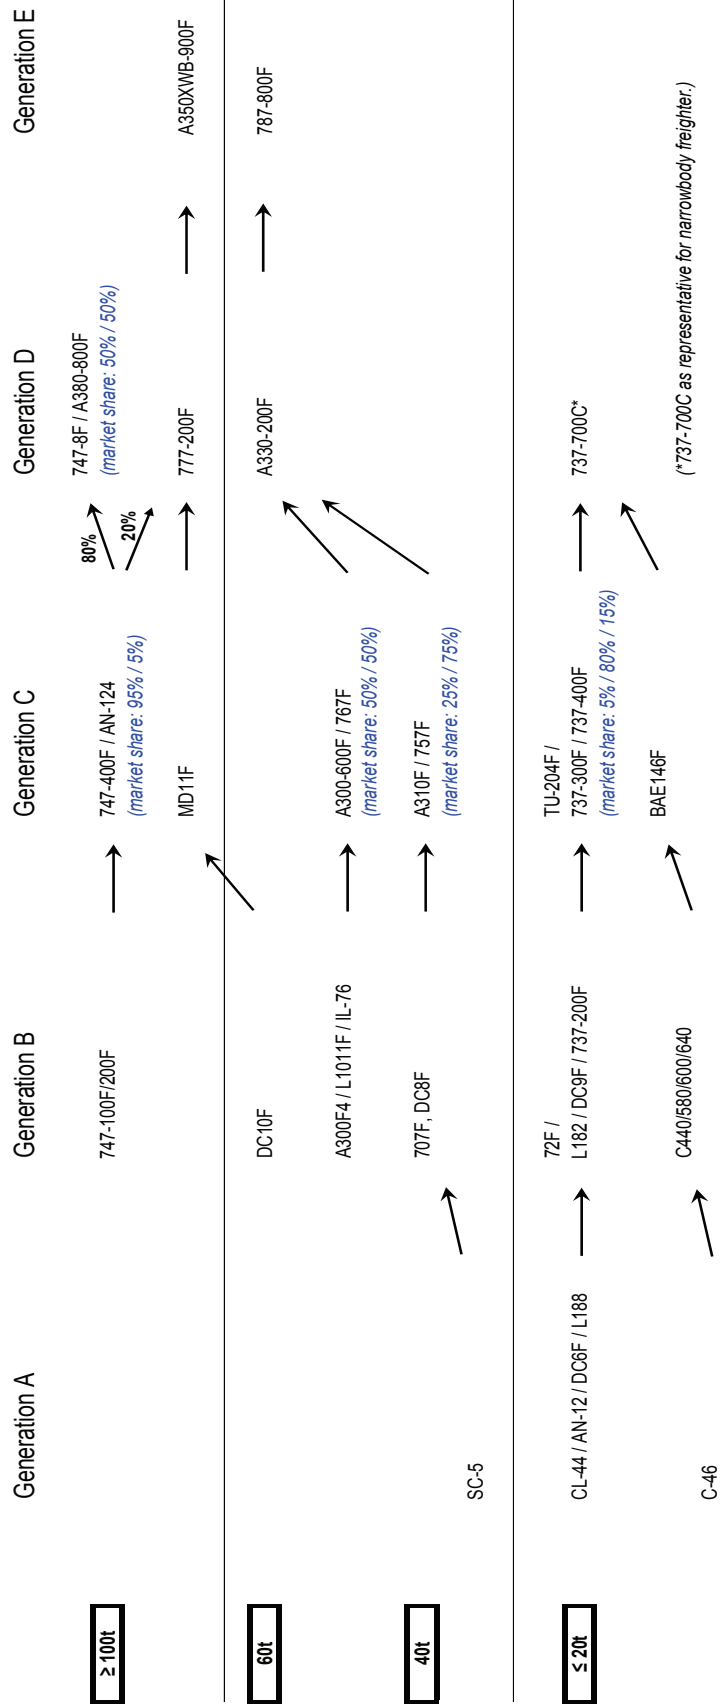 Generation A
Generation B
Generation C
Generation D
Generation E
≥ 100t
747-100F/200F
747-400F / AN-124
(market share: 95% / 5%)
80%
20%
747-8F / A380-800F
(market share: 50% / 50%)
MD11F
777-200F
A350XWB-900F
60t
DC10F
A330-200F
787-800F
A300F4 / L1011F / IL-76
A300-600F / 767F
(market share: 50% / 50%)
40t
707F, DC8F
A310F / 757F
(market share: 25% / 75%)
SC-5
≤ 20t
CL-44 / AN-12 / DC6F / L188
72F /
L182 / DC9F / 737-200F
TU-204F /
737-300F / 737-400F
(market share: 5% / 80% / 15%)
737-700C*
C-46
C440/580/600/640
BAE146F
(*737-700C as representative for narrowbody freighter.)